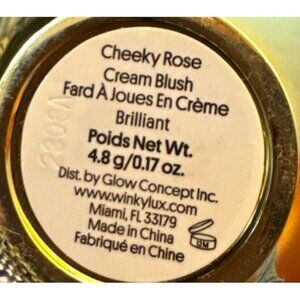 Cheeky Rose
Cream Blush
Fard À Joues En Crème
Brilliant
Poids Net Wt.
4.8 g/0.17 oz.
Dist. by Glow Concept Inc.
www.winkylux.com
Miami, FL 33179
Made in China
Fabriqué en Chine
12M